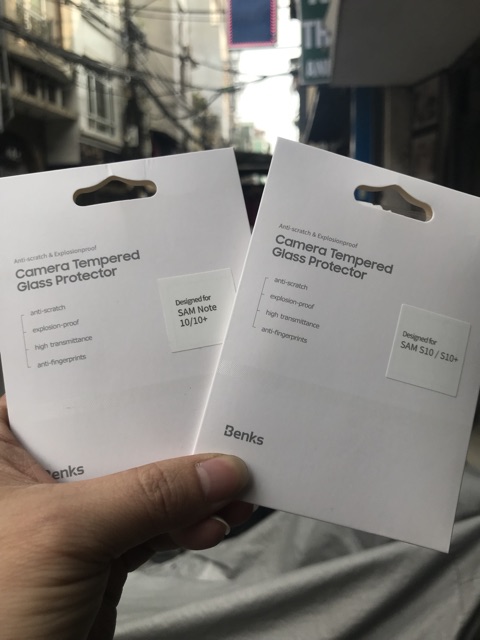 Anti-scratch & Explosionproof
Camera Tempered
Glass Protector
anti-scratch
explosion-proof
high transmittance
anti-fingerprints
Designed for
SAM Note
10/10+
Benks
Anti-scratch & Explosionproof
Camera Tempered
Glass Protector
anti-scratch
explosion-proof
high transmittance
anti-fingerprints
Designed for
SAM S10 / S10+
Benks